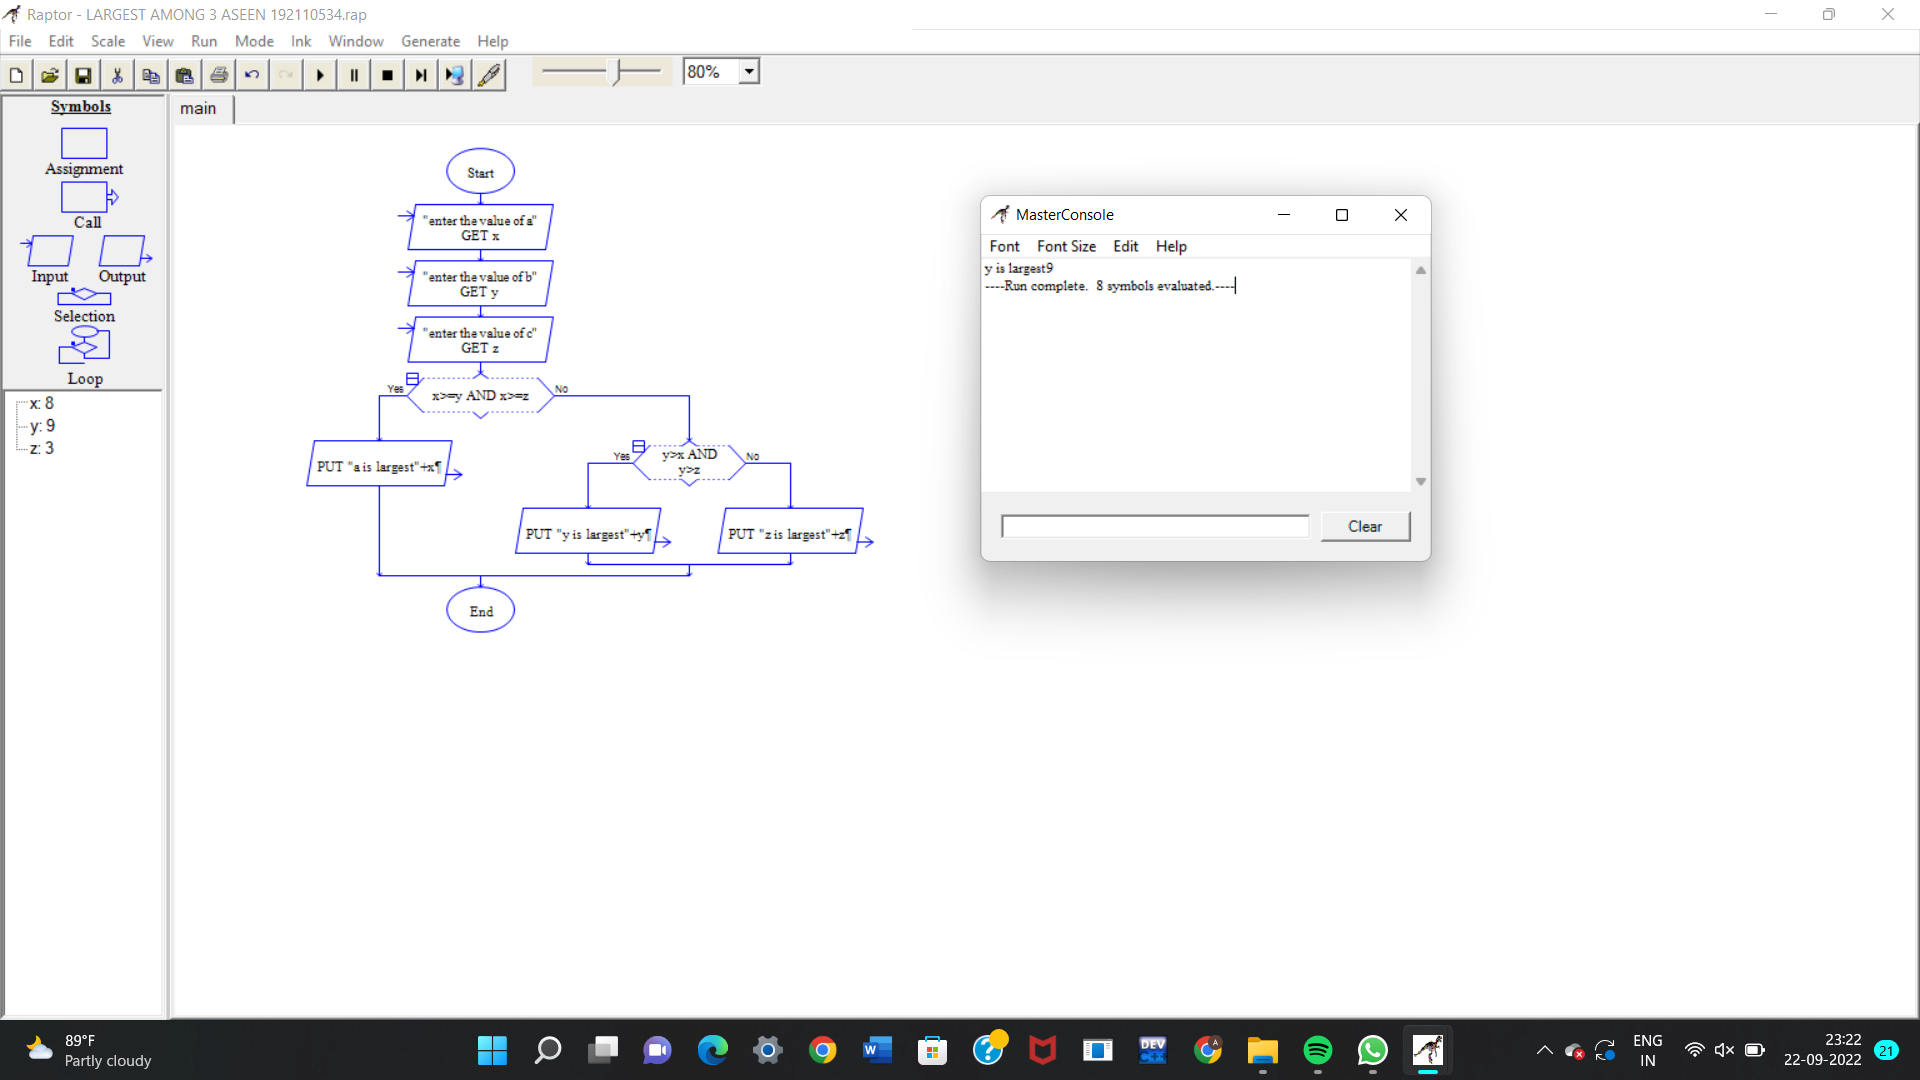 Raptor - LARGEST AMONG 3 ASEEN 192110534.rap
File Edit Scale View Run Mode Ink Window Generate Help
80%
Symbols
main
Assignment
Call
Input Output
Selection
Loop
x: 8
y: 9
z: 3
Start
"enter the value of a"
GET x
"enter the value of b"
GET y
"enter the value of c"
GET z
Yes
x>=y AND x>=z
No
PUT "a is largest"+x¶
Yes
y>x AND
y>z
No
PUT "y is largest"+y¶
PUT "z is largest"+z¶
End
MasterConsole
Font Font Size Edit Help
y is largest9
----Run complete. 8 symbols evaluated.----
Clear
89°F
Partly cloudy
W
DEV
C++
A
ENG
IN
23:22
22-09-2022
21